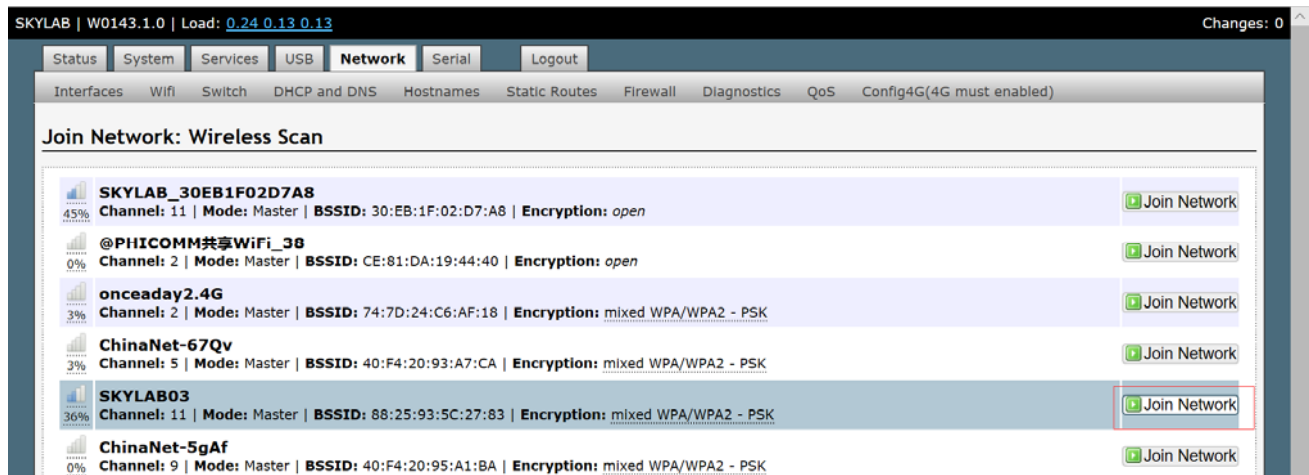 SKYLAB | W0143.1.0 | Load: 0.24 0.13 0.13 Changes: 0
Status System Services USB Network Serial Logout
Interfaces Wifi Switch DHCP and DNS Hostnames Static Routes Firewall Diagnostics QoS Config4G(4G must enabled)
Join Network: Wireless Scan
SKYLAB_30EB1F02D7A8
45% Channel: 11 | Mode: Master | BSSID: 30:EB:1F:02:D7:A8 | Encryption: open Join Network
@PHICOMM共享WiFi_38
0% Channel: 2 | Mode: Master | BSSID: CE:81:DA:19:44:40 | Encryption: open Join Network
onceaday2.4G
3% Channel: 2 | Mode: Master | BSSID: 74:7D:24:C6:AF:18 | Encryption: mixed WPA/WPA2 - PSK Join Network
ChinaNet-67Qv
3% Channel: 5 | Mode: Master | BSSID: 40:F4:20:93:A7:CA | Encryption: mixed WPA/WPA2 - PSK Join Network
SKYLAB03
36% Channel: 11 | Mode: Master | BSSID: 88:25:93:5C:27:83 | Encryption: mixed WPA/WPA2 - PSK Join Network
ChinaNet-5gAf
0% Channel: 9 | Mode: Master | BSSID: 40:F4:20:95:A1:BA | Encryption: mixed WPA/WPA2 - PSK Join Network